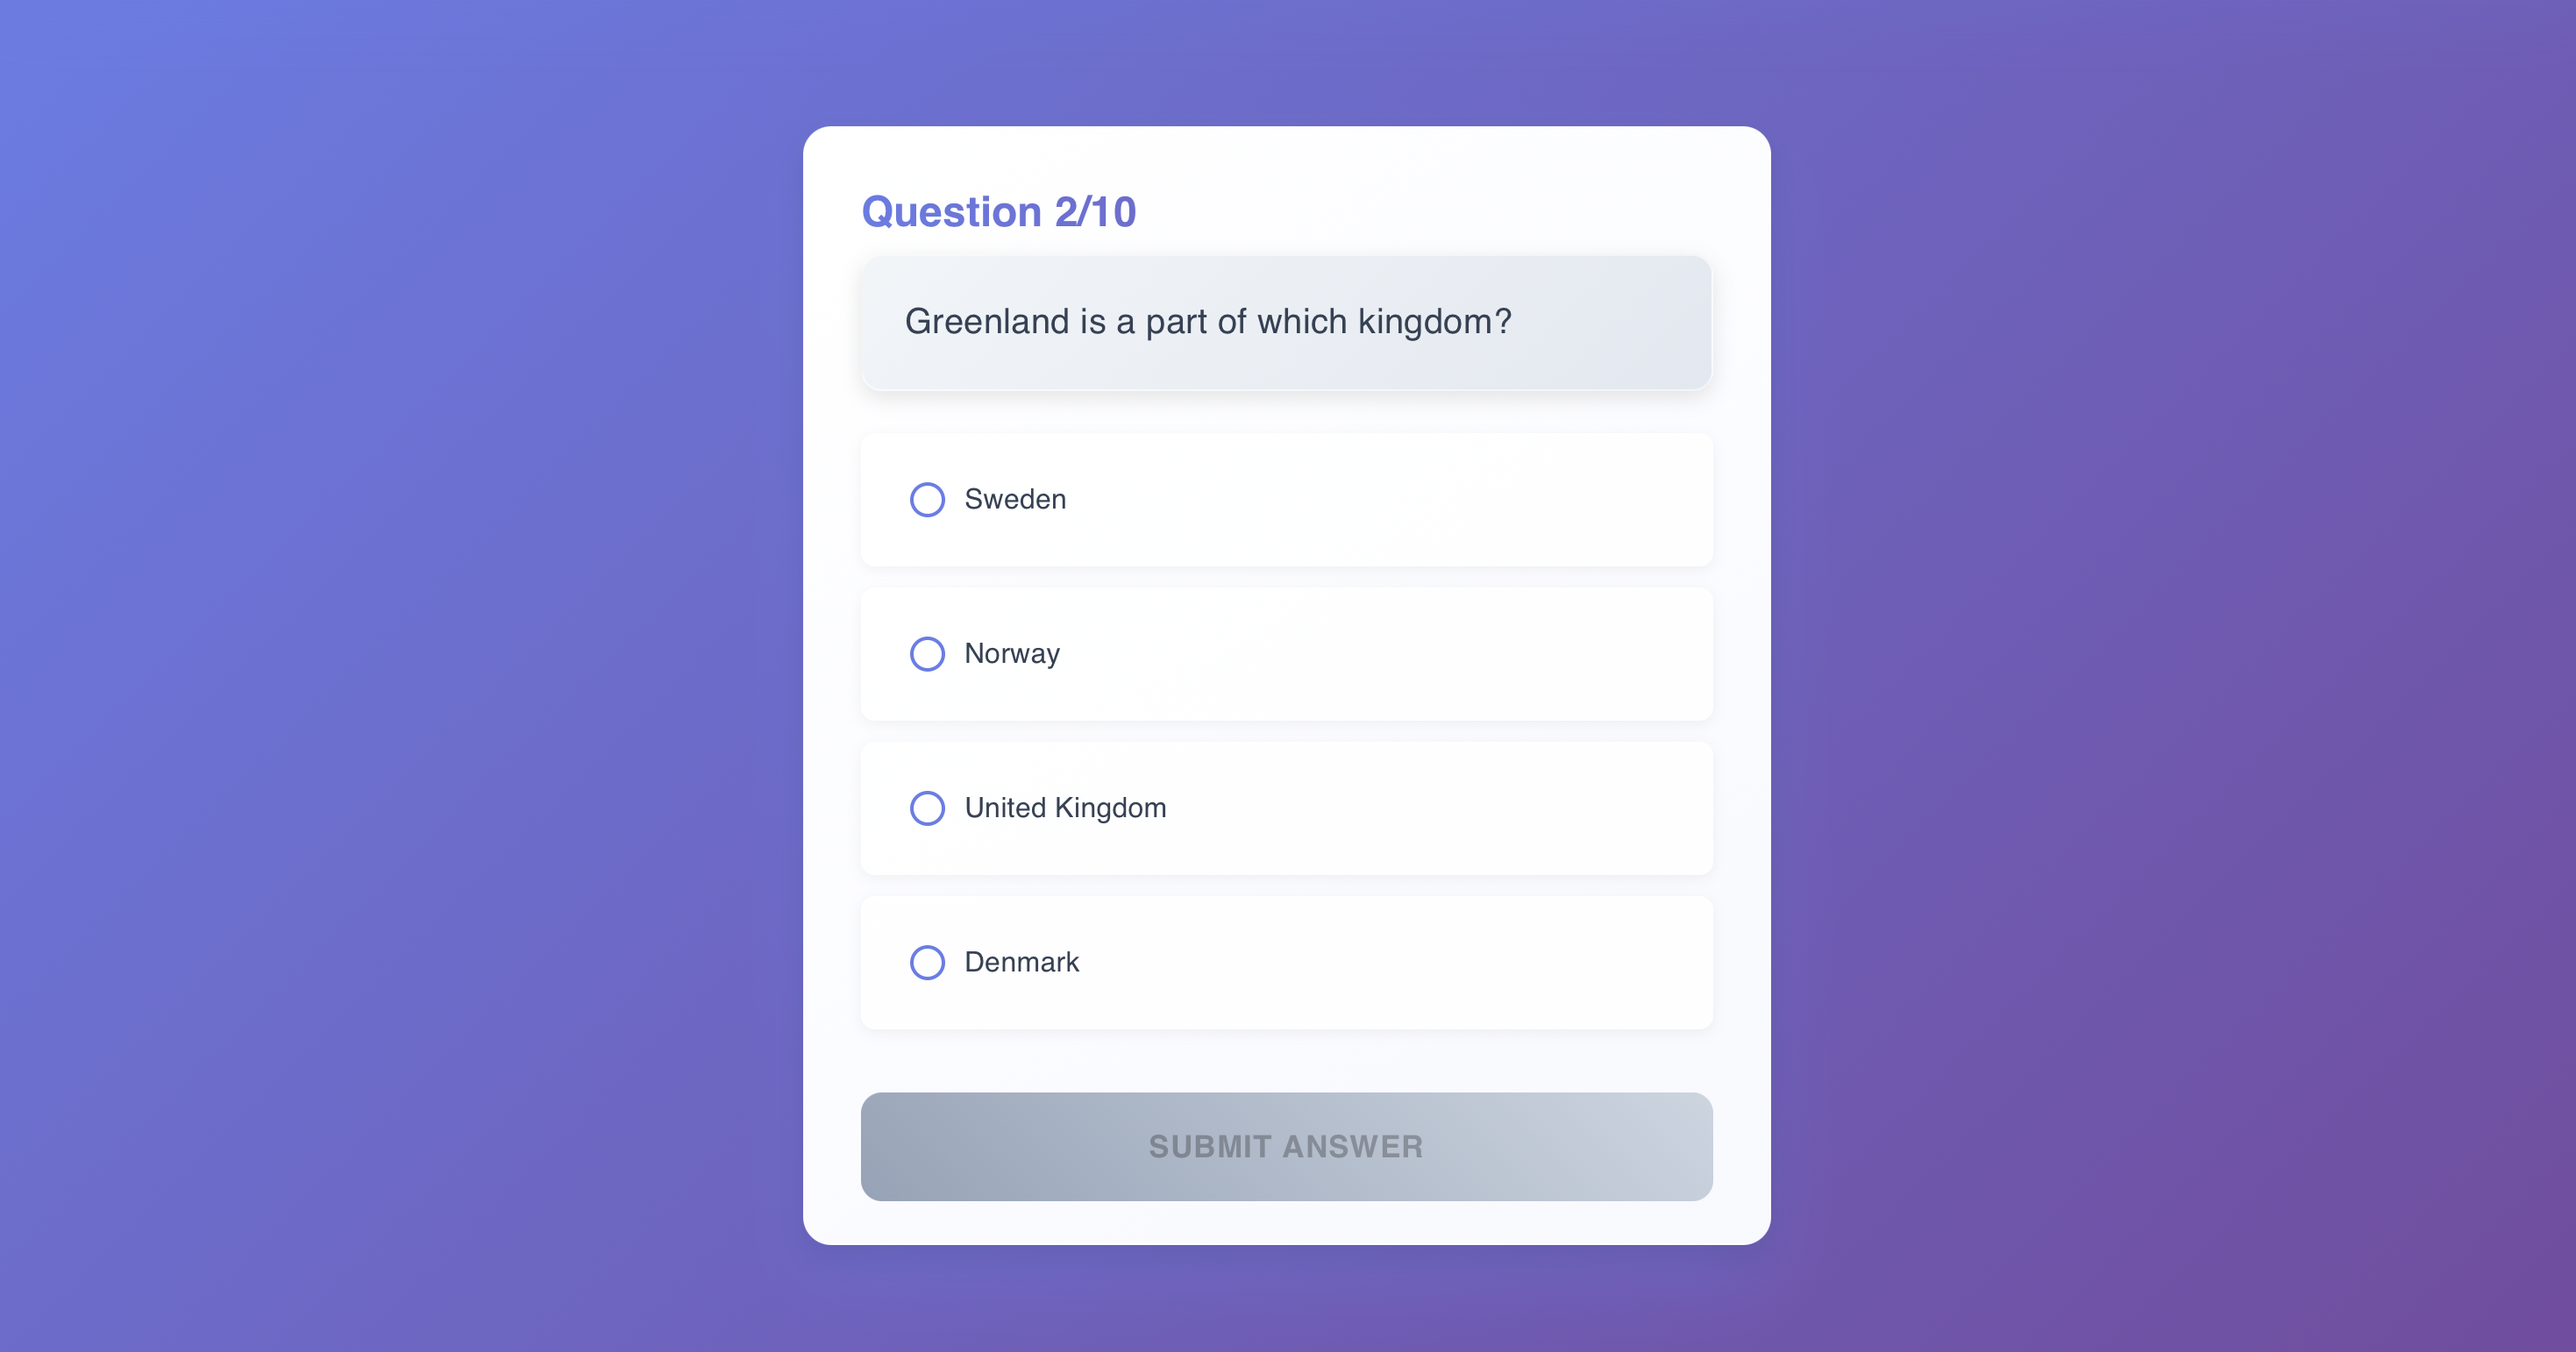 Question 2/10
Greenland is a part of which kingdom?
Sweden
Norway
United Kingdom
Denmark
SUBMIT ANSWER